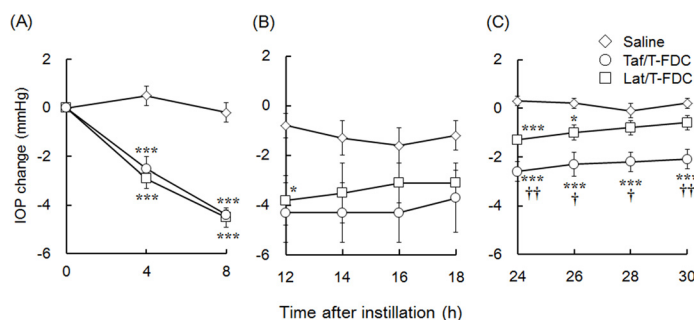 (A) (B) (C)
Saline
Taf/T-FDC
Lat/T-FDC
IOP change (mmHg)
2
0
-2
-4
-6
***
***
***
***
0 4 8
2
0
-2
-4
-6
*
12 14 16 18
2
0
-2
-4
-6
*** *
*** *** *** ***
†† † † ††
24 26 28 30
Time after instillation (h)